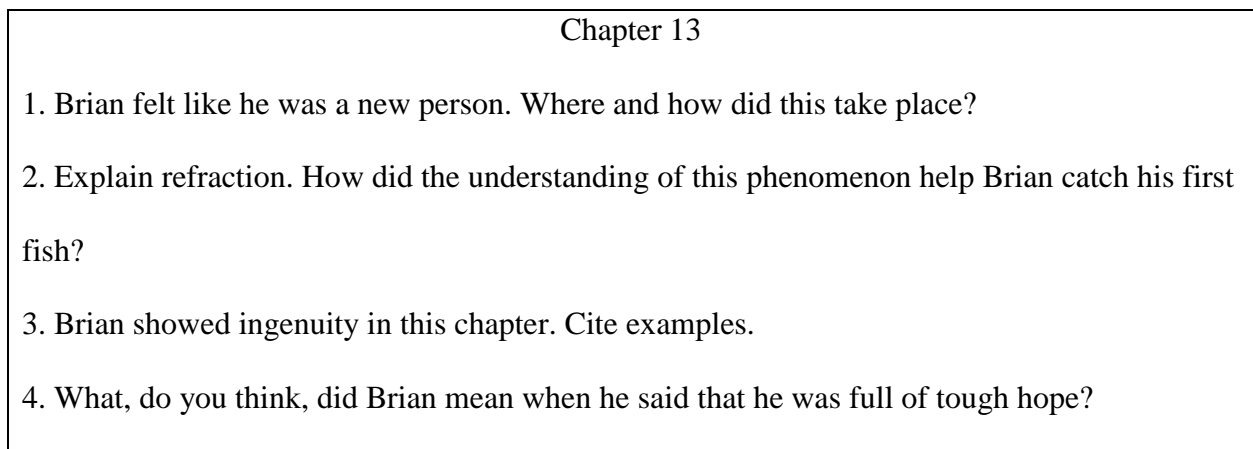 Chapter 13
1. Brian felt like he was a new person. Where and how did this take place?
2. Explain refraction. How did the understanding of this phenomenon help Brian catch his first
fish?
3. Brian showed ingenuity in this chapter. Cite examples.
4. What, do you think, did Brian mean when he said that he was full of tough hope?